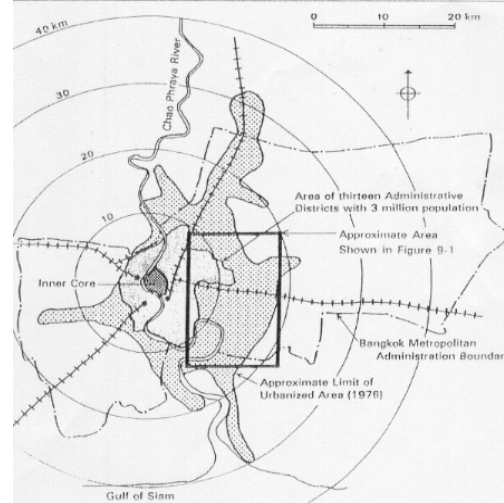 0 10 20 km
40 km
30
20
10
Chao Phraya River
Area of thirteen Administrative
Districts with 3 million population
Approximate Area
Shown in Figure 9-1
Inner Core
Bangkok Metropolitan
Administration Boundar
Approximate Limit of
Urbanized Area (1976)
Gulf of Siam